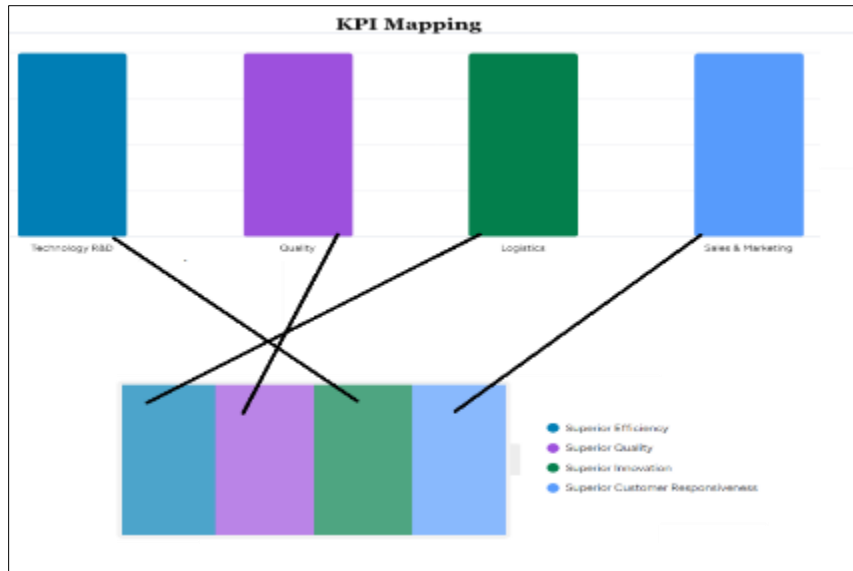 KPI Mapping
Technology R&D
Quality
Logistics
Sales & Marketing
Superior Efficiency
Superior Quality
Superior Innovation
Superior Customer Responsiveness